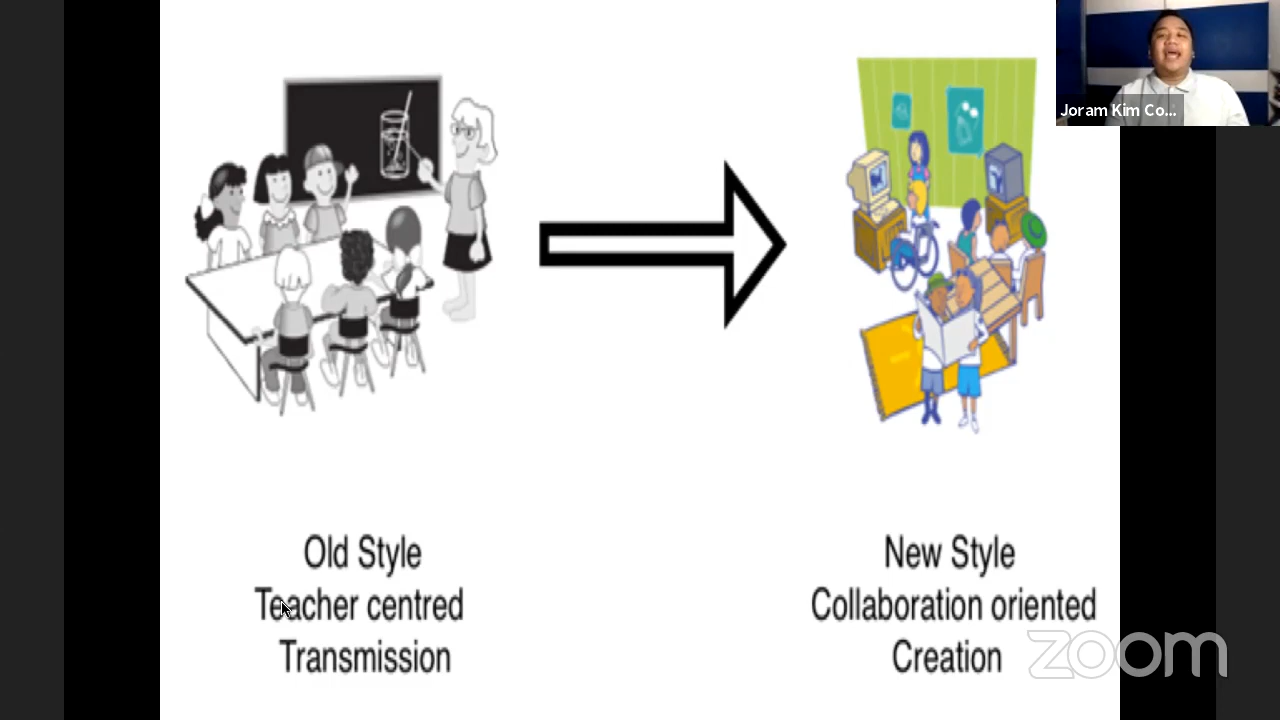 Joram Kim Co...
Old Style
Teacher centred
Transmission
New Style
Collaboration oriented
Creation
zoom